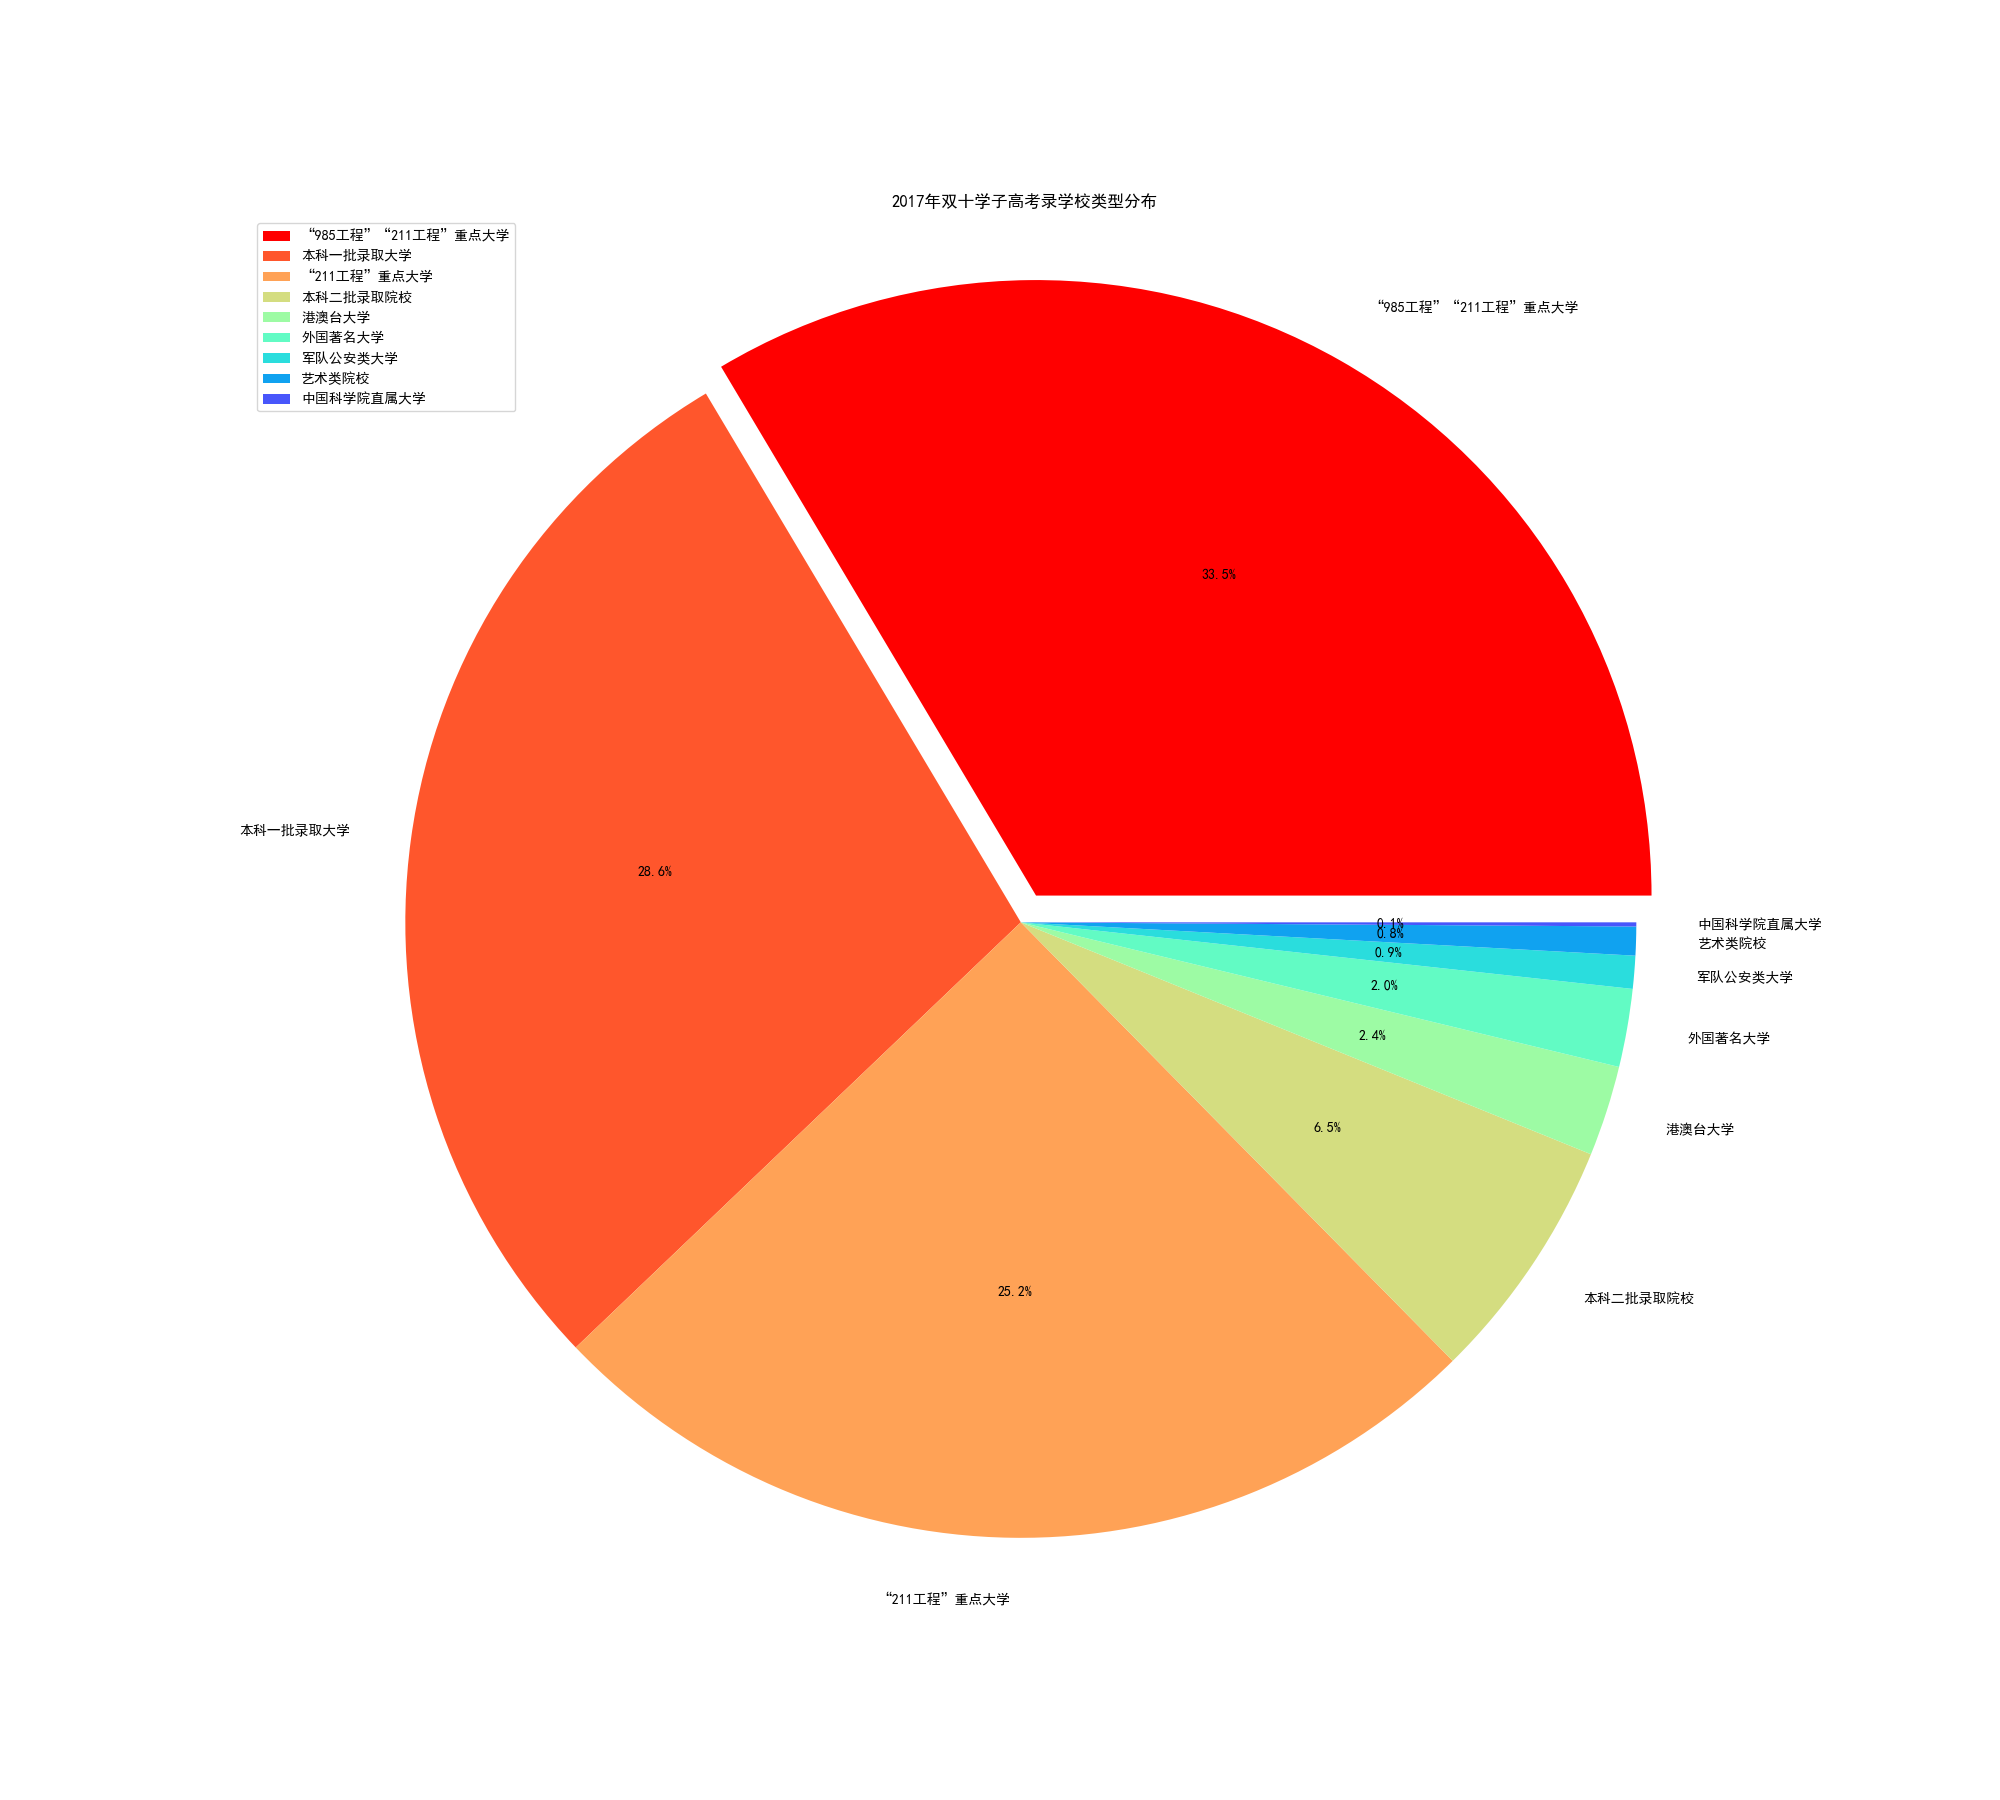 2017年双十学子高考录学校类型分布
“985工程”“211工程”重点大学
本科一批录取大学
“211工程”重点大学
本科二批录取院校
港澳台大学
外国著名大学
军队公安类大学
艺术类院校
中国科学院直属大学
“985工程”“211工程”重点大学
33.5%
本科一批录取大学
28.6%
0.1%
中国科学院直属大学
0.8%
艺术类院校
0.9%
军队公安类大学
2.0%
外国著名大学
2.4%
港澳台大学
6.5%
本科二批录取院校
25.2%
“211工程”重点大学